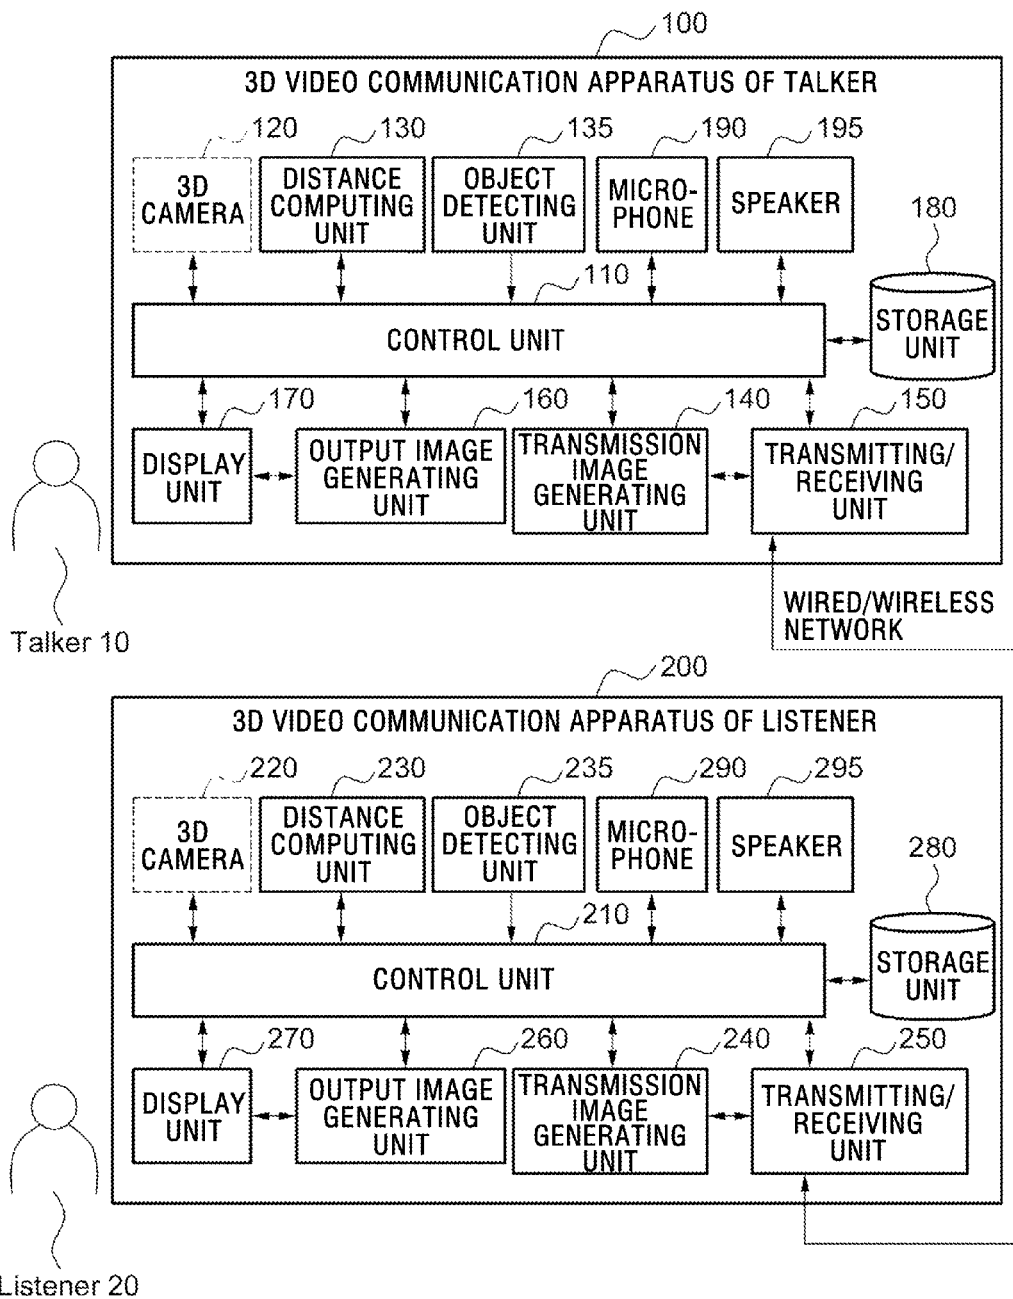 100
3D VIDEO COMMUNICATION APPARATUS OF TALKER
120
130
135
190
195
3D
CAMERA
DISTANCE
COMPUTING
UNIT
OBJECT
DETECTING
UNIT
MICRO-
PHONE
SPEAKER
180
110
CONTROL UNIT
STORAGE
UNIT
170
160
140
150
DISPLAY
UNIT
OUTPUT IMAGE
GENERATING
UNIT
TRANSMISSION
IMAGE
GENERATING
UNIT
TRANSMITTING/
RECEIVING
UNIT
Talker 10
WIRED/WIRELESS
NETWORK
200
3D VIDEO COMMUNICATION APPARATUS OF LISTENER
220
230
235
290
295
3D
CAMERA
DISTANCE
COMPUTING
UNIT
OBJECT
DETECTING
UNIT
MICRO-
PHONE
SPEAKER
280
210
CONTROL UNIT
STORAGE
UNIT
270
260
240
250
DISPLAY
UNIT
OUTPUT IMAGE
GENERATING
UNIT
TRANSMISSION
IMAGE
GENERATING
UNIT
TRANSMITTING/
RECEIVING
UNIT
Listener 20